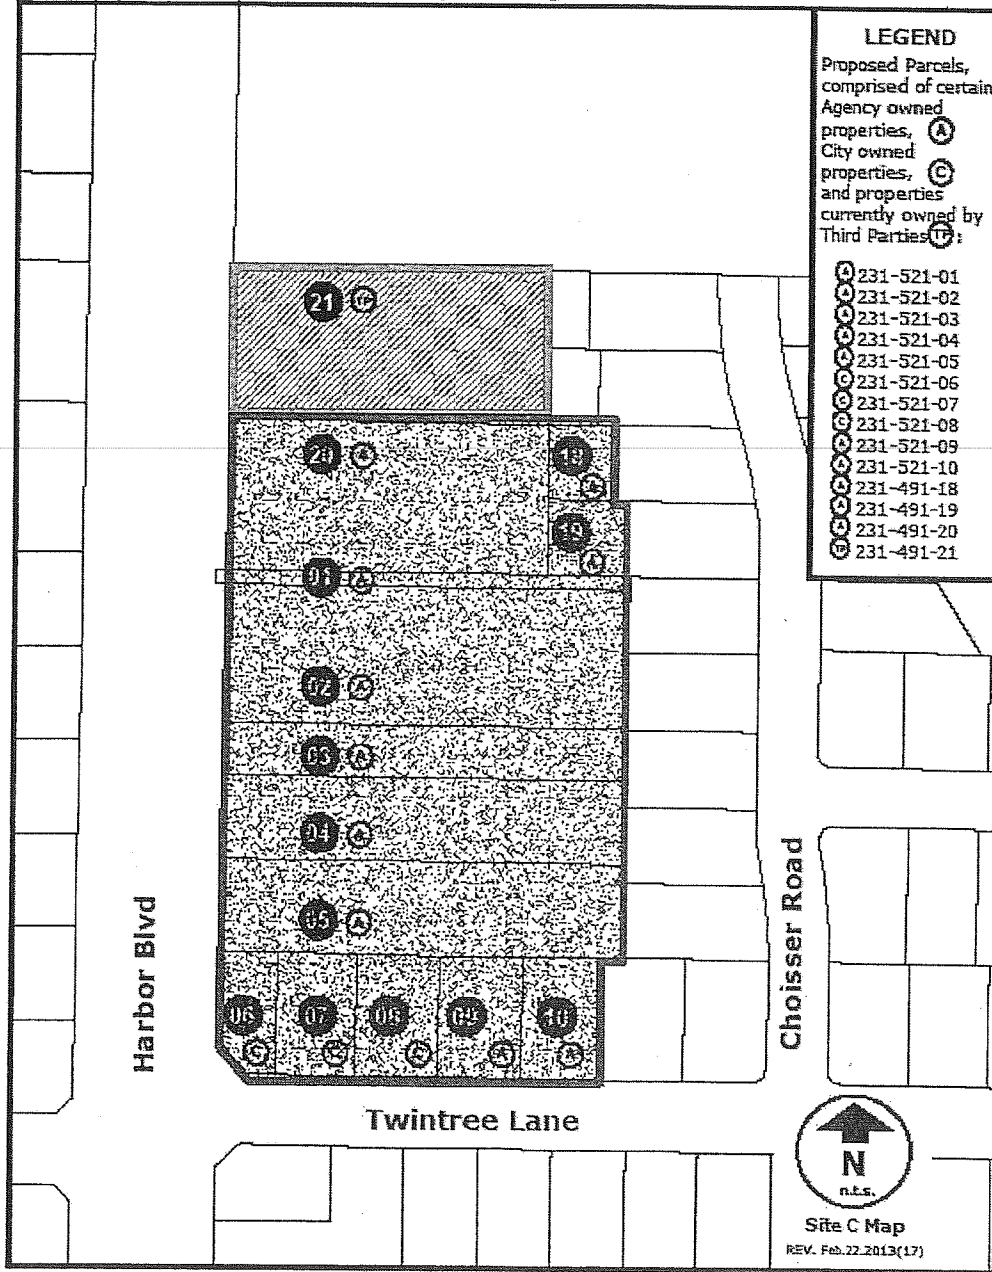 LEGEND
Proposed Parcels,
comprised of certain
Agency owned
properties, A
City owned
properties, C
and properties
currently owned by
Third Parties TP :
A 231-521-01
A 231-521-02
A 231-521-03
A 231-521-04
A 231-521-05
C 231-521-06
C 231-521-07
C 231-521-08
A 231-521-09
A 231-521-10
A 231-491-18
A 231-491-19
A 231-491-20
TP 231-491-21
21 TP
20 A
18
A
19
A
01 A
02 A
03 A
04 A
05 A
06 07 08 09 10
C C C A A
Harbor Blvd
Choisser Road
Twintree Lane
N
n.t.s.
Site C Map
REV. Feb.22.2013(17)